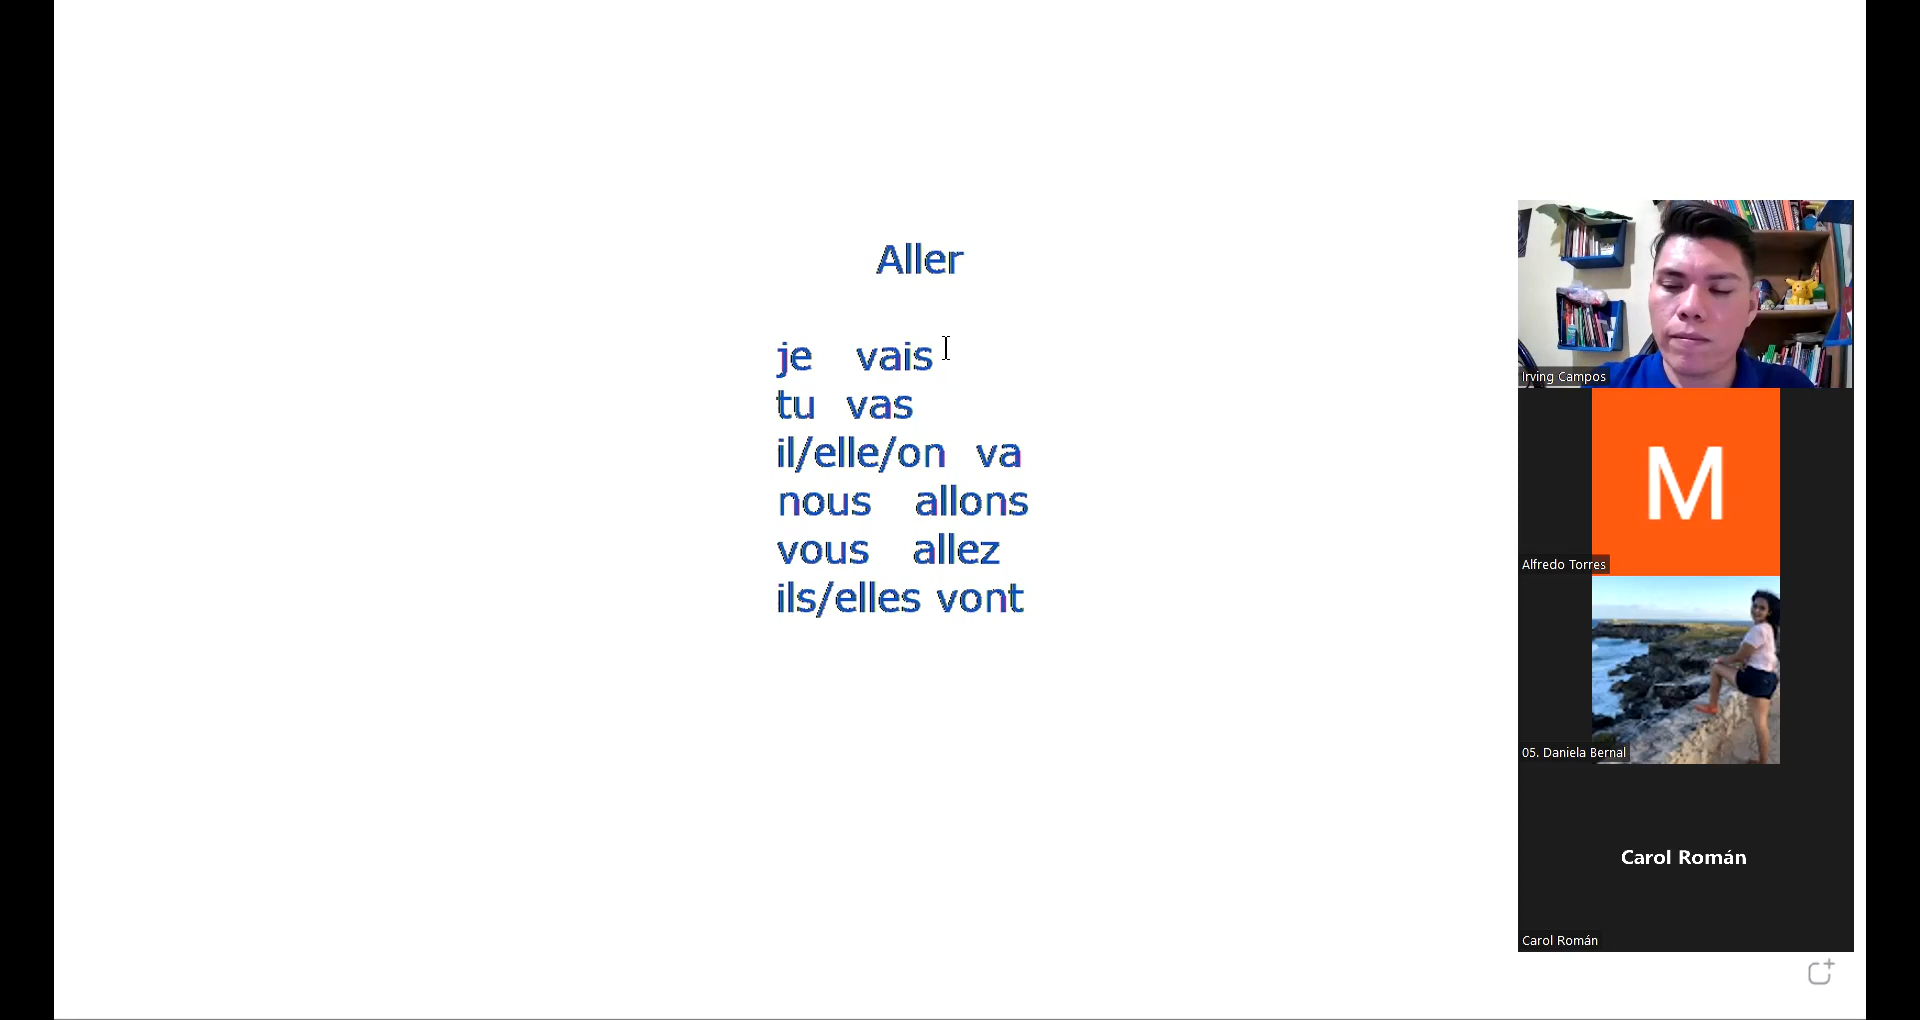 Aller
je vais
tu vas
il/elle/on va
nous allons
vous allez
ils/elles vont
Irving Campos
M
Alfredo Torres
05. Daniela Bernal
Carol Román
Carol Román